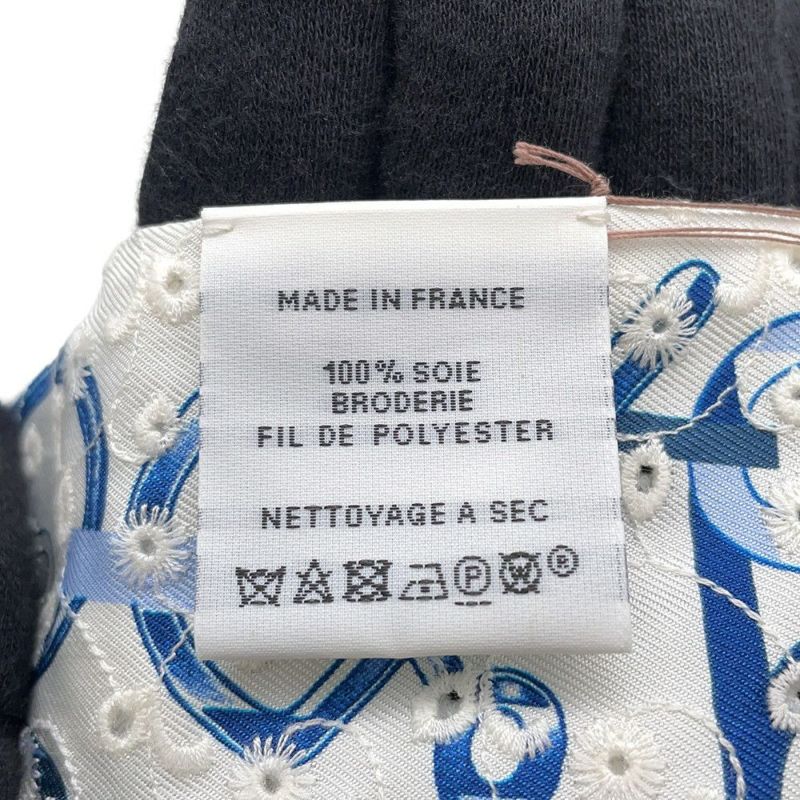 MADE IN FRANCE
100% SOIE
BRODERIE
FIL DE POLYESTER
NETTOYAGE A SEC
P W ®